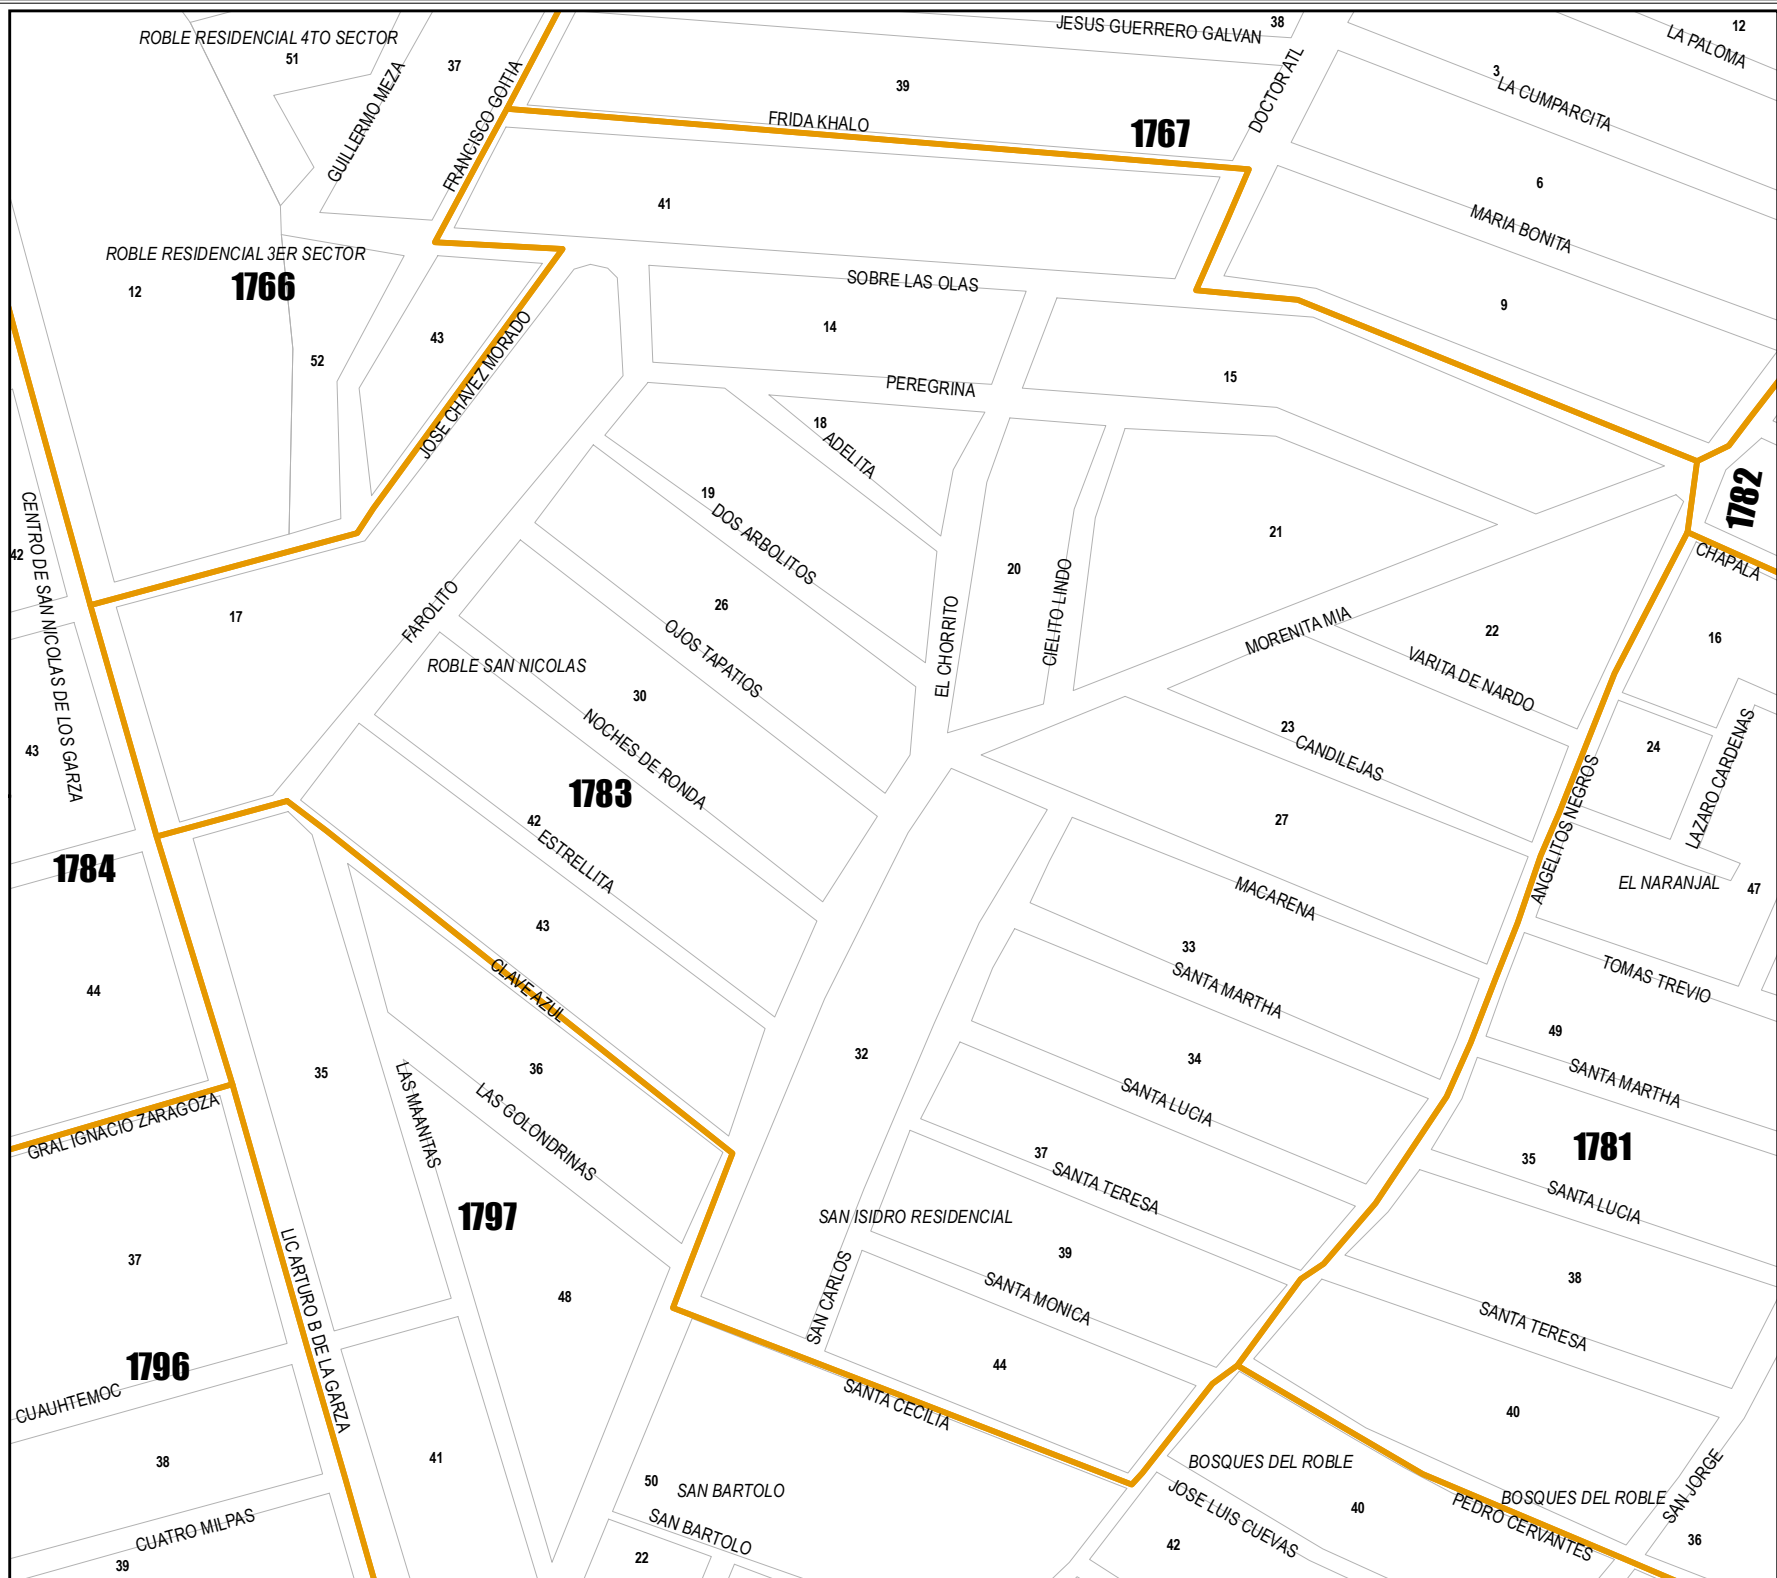 JESUS GUERRERO GALVAN
38
12
LA PALOMA
ROBLE RESIDENCIAL 4TO SECTOR
51
37
GUILLERMO MEZA
FRANCISCO GOITIA
39
FRIDA KHALO
1767
DOCTOR ATL
3
LA CUMPARCITA
6
MARIA BONITA
41
ROBLE RESIDENCIAL 3ER SECTOR
1766
12
SOBRE LAS OLAS
14
9
43
52
JOSE CHAVEZ MORADO
PEREGRINA
15
18
ADELITA
19
DOS ARBOLITOS
20
21
1782
CHAPALA
42
CENTRO DE SAN NICOLAS DE LOS GARZA
17
FAROLITO
26
OJOS TAPATIOS
EL CHORRITO
CIELITO LINDO
MORENITA MIA
22
VARITA DE NARDO
16
ROBLE SAN NICOLAS
30
NOCHES DE RONDA
43
1783
23
CANDILEJAS
24
LAZARO CARDENAS
ANGELITOS NEGROS
42
ESTRELLITA
27
1784
MACARENA
EL NARANJAL
47
43
CLAVE AZUL
33
SANTA MARTHA
TOMAS TREVIO
44
49
SANTA MARTHA
35
36
32
34
SANTA LUCIA
LAS MAANITAS
LAS GOLONDRINAS
GRAL IGNACIO ZARAGOZA
37
SANTA TERESA
35
1781
SANTA LUCIA
1797
SAN ISIDRO RESIDENCIAL
39
SANTA MONICA
SAN CARLOS
37
LIC ARTURO B DE LA GARZA
48
38
SANTA TERESA
1796
CUAUHTEMOC
44
SANTA CECILIA
40
38
41
50
SAN BARTOLO
BOSQUES DEL ROBLE
BOSQUES DEL ROBLE
SAN JORGE
JOSE LUIS CUEVAS
40
PEDRO CERVANTES
CUATRO MILPAS
SAN BARTOLO
39
22
42
36